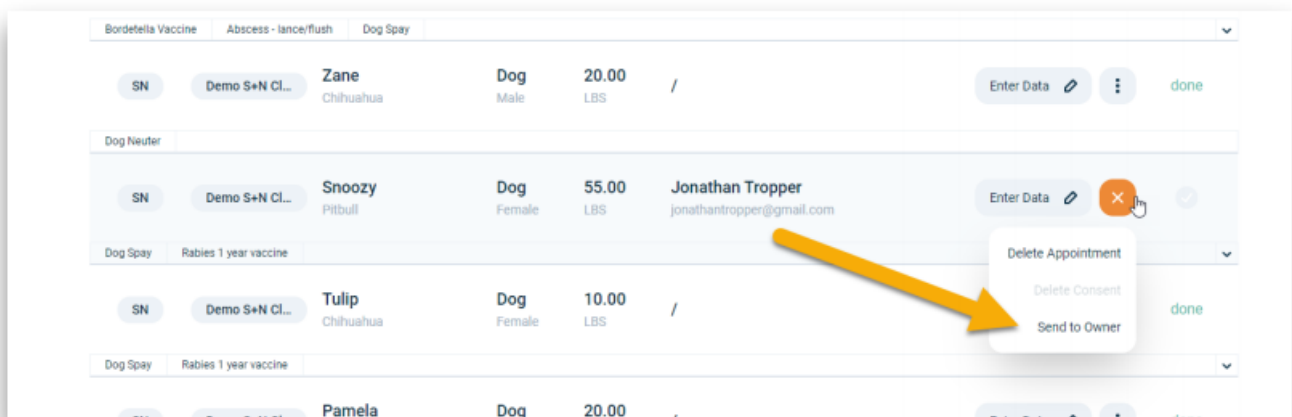 Bordetella Vaccine Abscess - lance/flush Dog Spay
SN Demo S+N Cl... Zane Dog 20.00 / Enter Data done
Chihuahua Male LBS
Dog Neuter
SN Demo S+N Cl... Snoozy Dog 55.00 Jonathan Tropper Enter Data
Pitbull Female LBS jonathantropper@gmail.com
Dog Spay Rabies 1 year vaccine Delete Appointment
Delete Consent
SN Demo S+N Cl... Tulip Dog 10.00 / done
Chihuahua Female LBS Send to Owner
Dog Spay Rabies 1 year vaccine
Pamela Dog 20.00